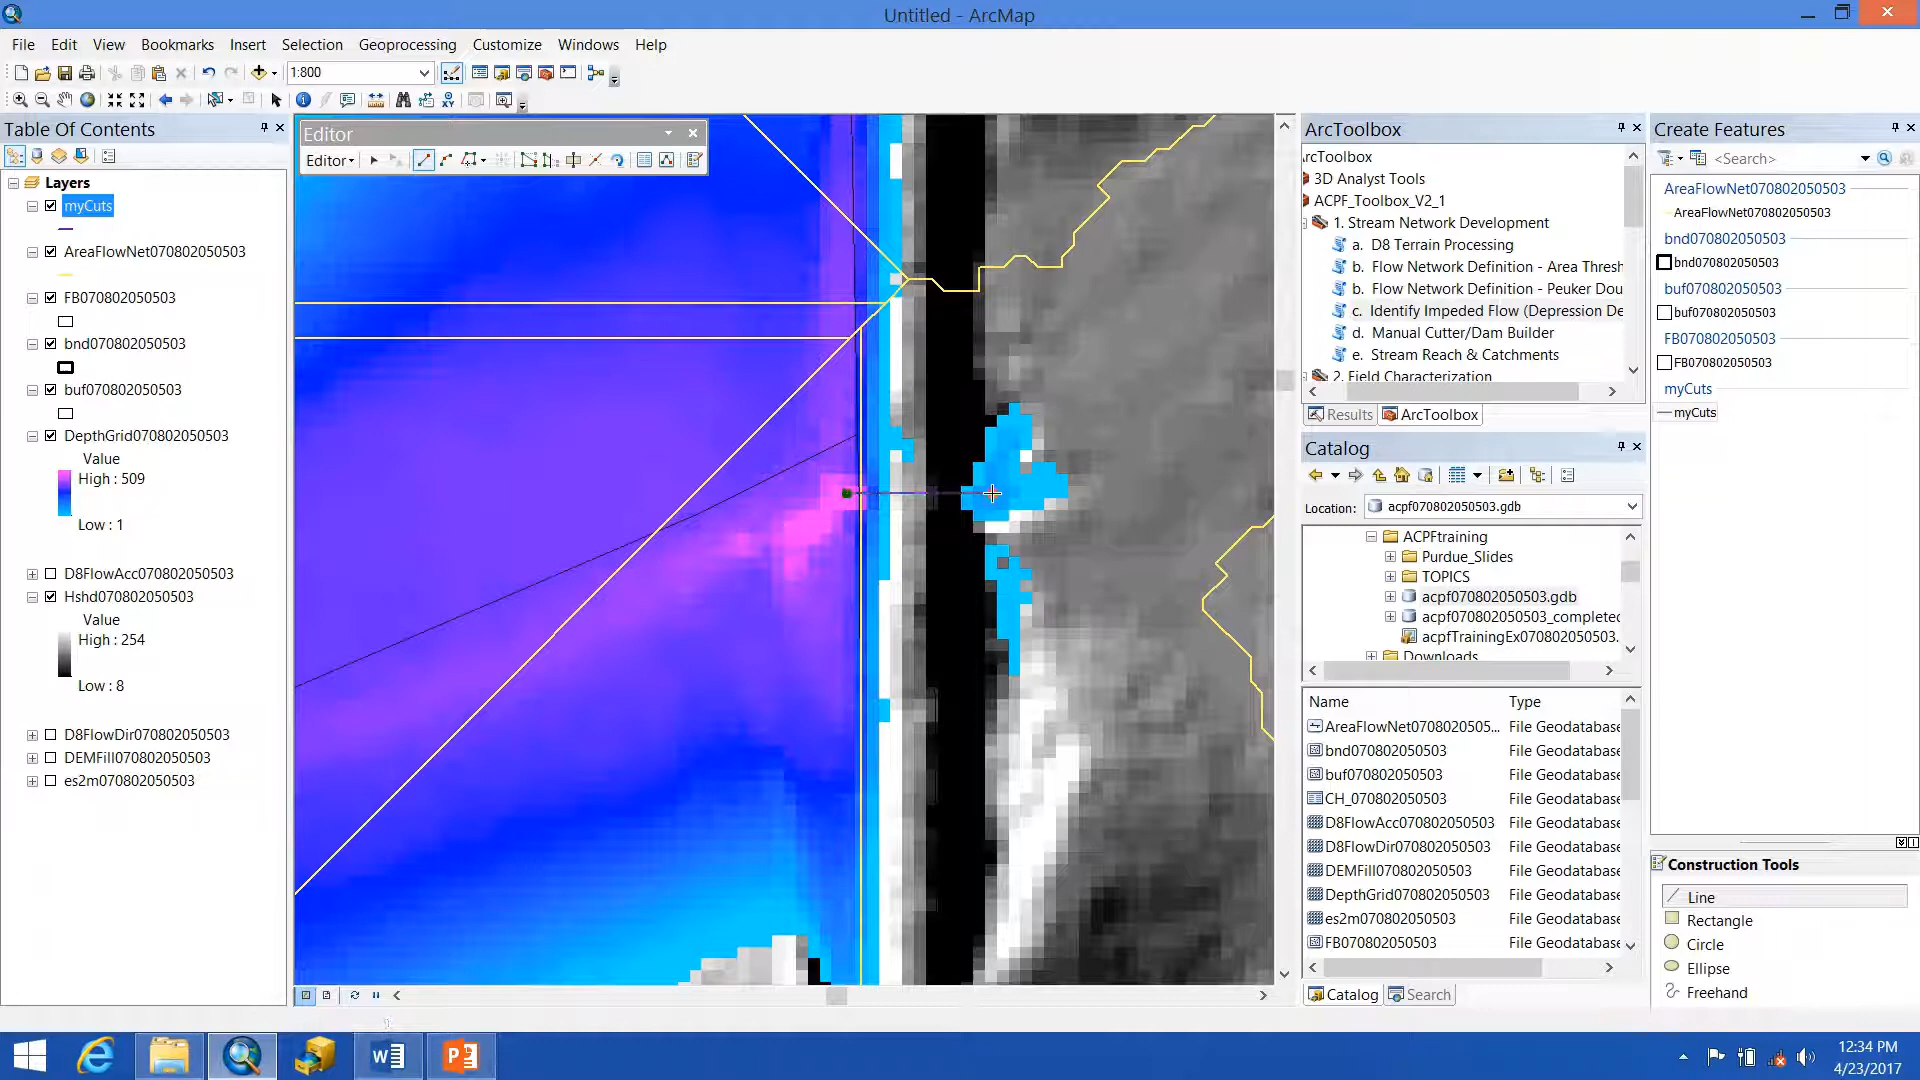 Untitled - ArcMap
File Edit View Bookmarks Insert Selection Geoprocessing Customize Windows Help
1:800
Table Of Contents
Layers
myCuts
AreaFlowNet070802050503
FB070802050503
bnd070802050503
buf070802050503
DepthGrid070802050503
Value
High : 509
Low : 1
D8FlowAcc070802050503
Hshd070802050503
Value
High : 254
Low : 8
D8FlowDir070802050503
DEMFill070802050503
es2m070802050503
Editor
Editor
ArcToolbox
rcToolbox
3D Analyst Tools
ACPF_Toolbox_V2_1
1. Stream Network Development
a. D8 Terrain Processing
b. Flow Network Definition - Area Thresh
b. Flow Network Definition - Peuker Dou
c. Identify Impeded Flow (Depression De
d. Manual Cutter/Dam Builder
e. Stream Reach & Catchments
2. Field Characterization
Results ArcToolbox
Catalog
Location: acpf070802050503.gdb
ACPFtraining
Purdue_Slides
TOPICS
acpf070802050503.gdb
acpf070802050503_completed
acpfTrainingEx070802050503.
Downloads
Name Type
AreaFlowNet0708020505... File Geodatabase
bnd070802050503 File Geodatabase
buf070802050503 File Geodatabase
CH_070802050503 File Geodatabase
D8FlowAcc070802050503 File Geodatabase
D8FlowDir070802050503 File Geodatabase
DEMFill070802050503 File Geodatabase
DepthGrid070802050503 File Geodatabase
es2m070802050503 File Geodatabase
FB070802050503 File Geodatabase
Catalog Search
Create Features
<Search>
AreaFlowNet070802050503
AreaFlowNet070802050503
bnd070802050503
bnd070802050503
buf070802050503
buf070802050503
FB070802050503
FB070802050503
myCuts
myCuts
Construction Tools
Line
Rectangle
Circle
Ellipse
Freehand
12:34 PM
4/23/2017